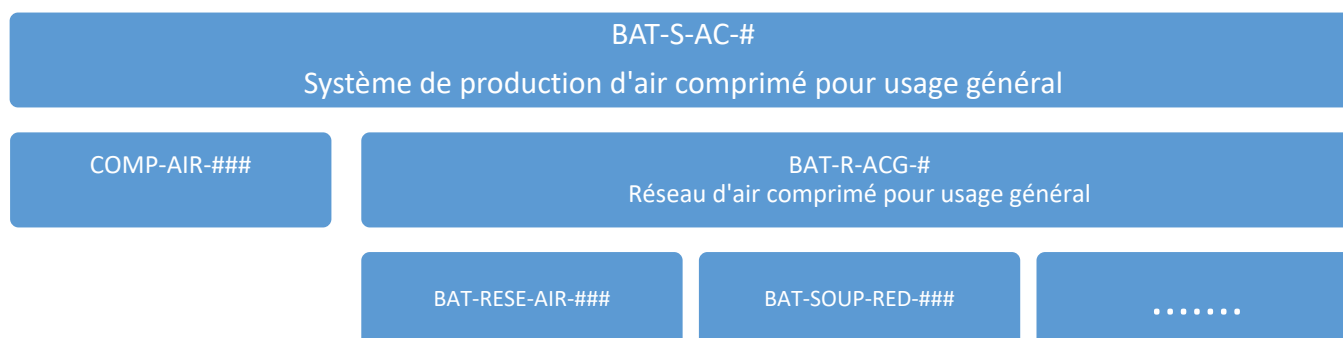 BAT-S-AC-#
Système de production d'air comprimé pour usage général
COMP-AIR-###
BAT-R-ACG-#
Réseau d'air comprimé pour usage général
BAT-RESE-AIR-###
BAT-SOUP-RED-###
.......